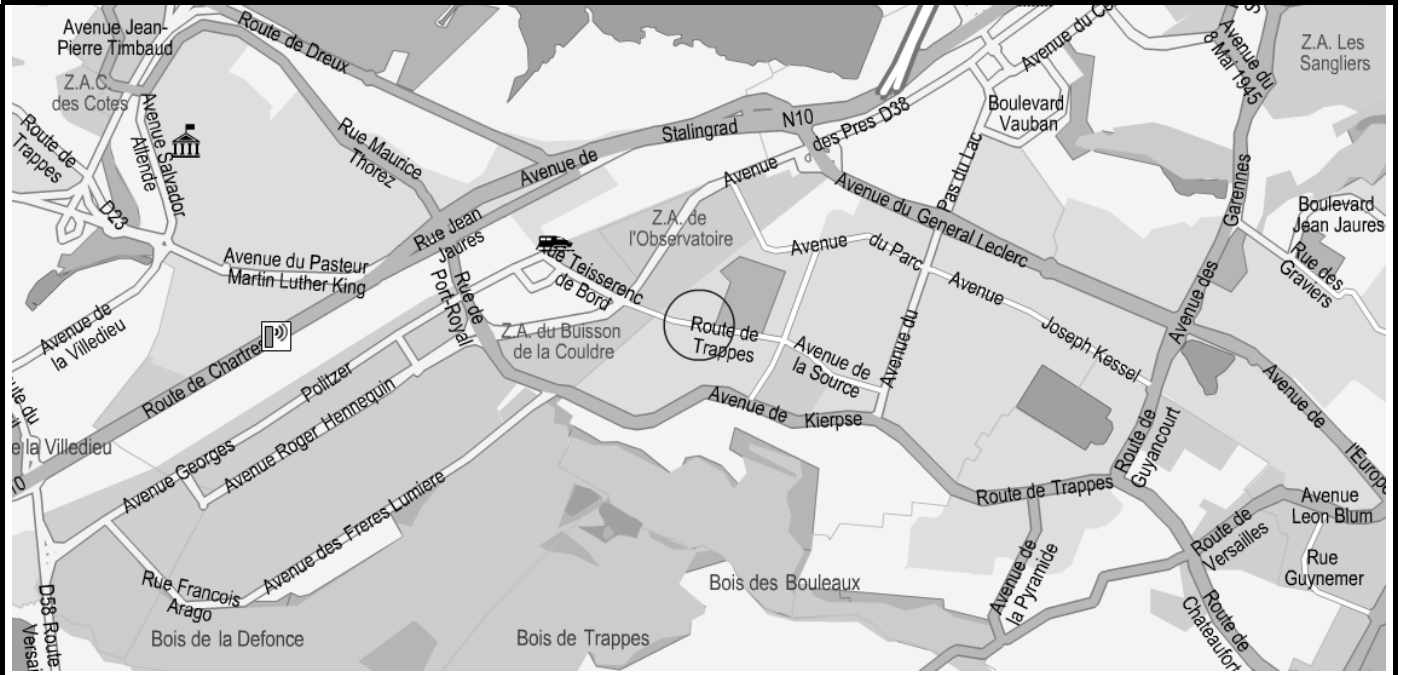 Avenue Jean-
Pierre Timbaud
Route de Dreux
Avenue du
8 Mai 1945
Z.A. Les
Sangliers
Z.A.C.
des Cotes
Avenue du
Boulevard
Vauban
Route de
Trappes
Avenue Salvador
Allende
Rue Maurice
Thorez
Avenue de Stalingrad
N10
Avenue des Pres D38
Pas du Lac
Garennes
Avenue du General Leclerc
Boulevard
Jean Jaures
D23
Rue Jean
Jaures
Z.A. de
l'Observatoire
Avenue du Parc
Rue des
Graviers
Avenue du Pasteur
Martin Luther King
Rue Teisserenc
de Bord
Rue de
Port-Royal
Avenue
Joseph Kessel
Avenue des
Avenue de
la Villedieu
Route de Chartres
Z.A. du Buisson
de la Couldre
Route de
Trappes
Avenue de
la Source
Avenue du
Politzer
Avenue Roger Hennequin
Avenue de Kierpse
Avenue de
l'Europe
Route de
Guyancourt
e la Villedieu
Avenue Georges
10
Avenue des Freres Lumiere
Route de Trappes
Avenue
Leon Blum
Route de
Versailles
Rue
Guynemer
Rue Francois
Arago
Avenue de
la Pyramide
Bois des Bouleaux
D58 Route
Route de
Chateaufort
Bois de la Defonce
Bois de Trappes